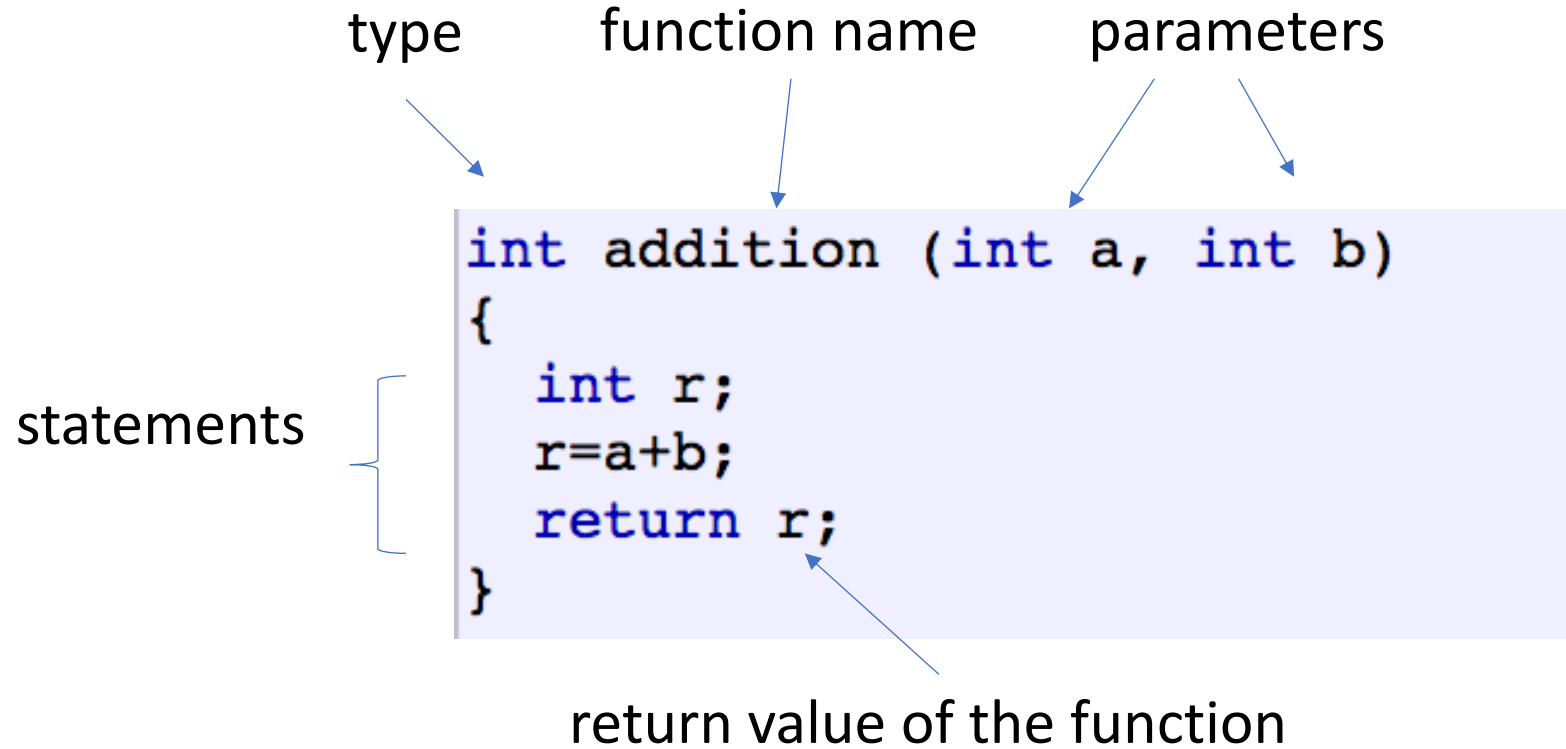 type function name parameters
int addition (int a, int b)
{
int r;
statements
r=a+b;
return r;
}
return value of the function